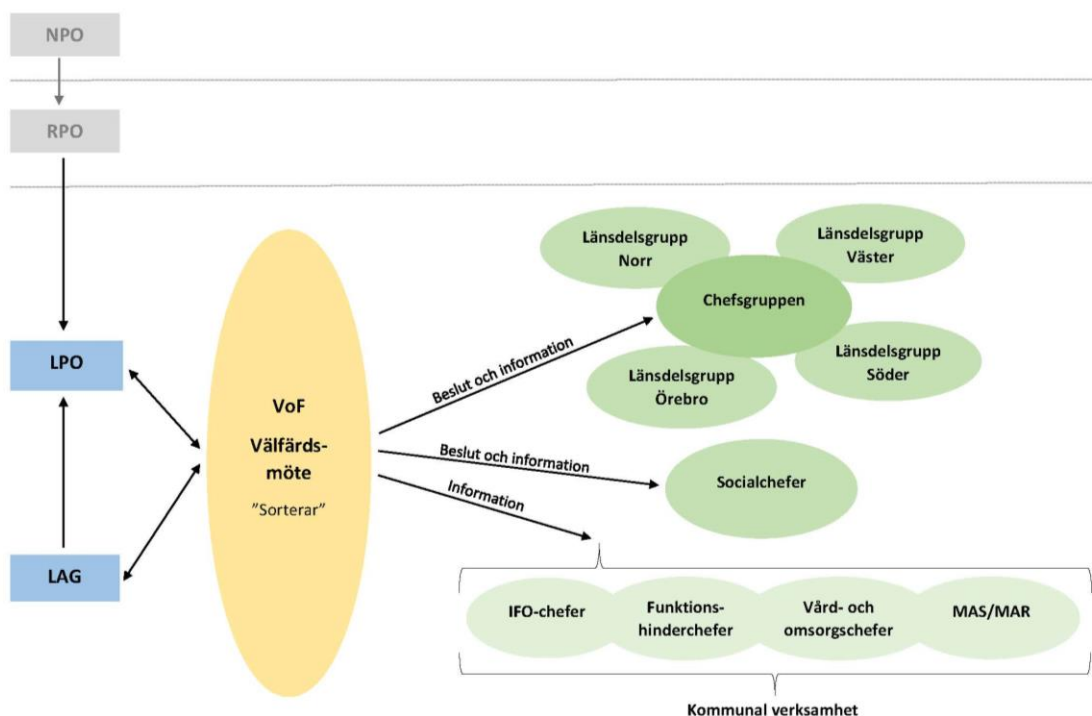 NPO
RPO
LPO
LAG
VoF
Välfärds-
möte
”Sorterar”
Beslut och information
Beslut och information
Information
Länsdelsgrupp
Norr
Länsdelsgrupp
Väster
Chefsgruppen
Länsdelsgrupp
Örebro
Länsdelsgrupp
Söder
Socialchefer
IFO-chefer
Funktions-
hinderchefer
Vård- och
omsorgschefer
MAS/MAR
Kommunal verksamhet